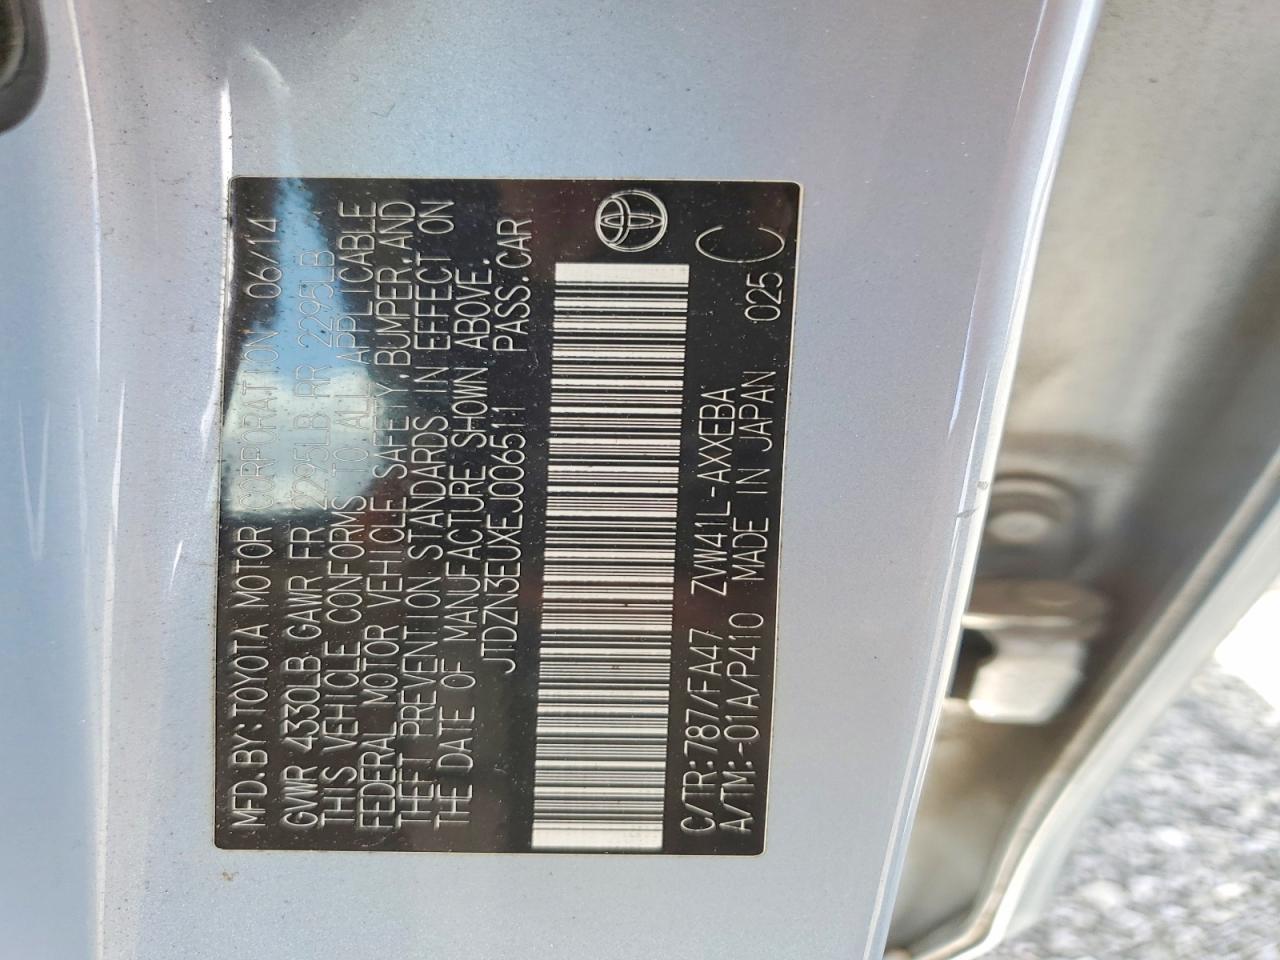 MFD.BY:TOYOTA MOTOR CORPORATION 06/14
GVWR 4330LB GAWR FR 2295LB RR 2295LB
THIS VEHICLE CONFORMS TO ALL APPLICABLE
FEDERAL MOTOR VEHICLE SAFETY,BUMPER,AND
THEFT PREVENTION STANDARDS IN EFFECT ON
THE DATE OF MANUFACTURE SHOWN ABOVE.
JTDZN3EUXEJ006511 PASS.CAR
C/TR:787/FA47 ZVW41L-AXXEBA
A/TM:-01A/P410 MADE IN JAPAN 025 C